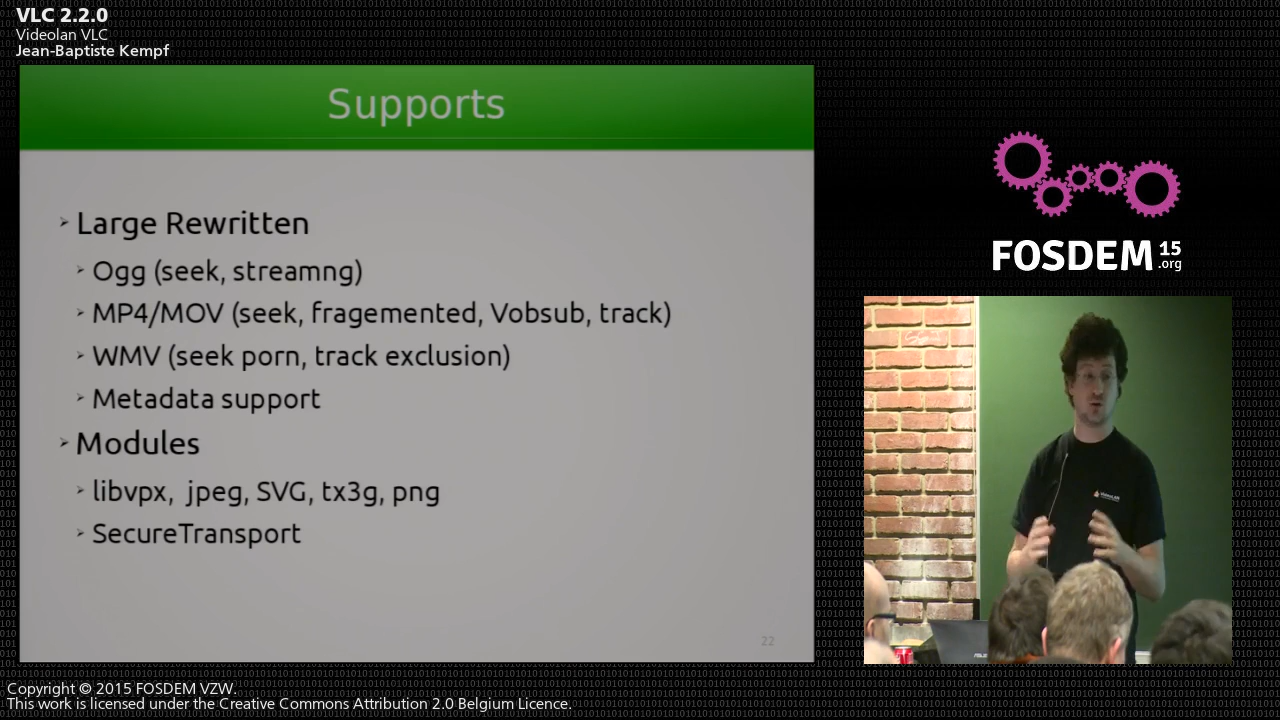 VLC 2.2.0
Videolan VLC
Jean-Baptiste Kempf
Supports
Large Rewritten
Ogg (seek, streamng)
MP4/MOV (seek, fragemented, Vobsub, track)
WMV (seek porn, track exclusion)
Metadata support
Modules
libvpx, jpeg, SVG, tx3g, png
SecureTransport
22
FOSDEM 15
.org
VideoLAN
ASUS
Copyright © 2015 FOSDEM VZW.
This work is licensed under the Creative Commons Attribution 2.0 Belgium Licence.